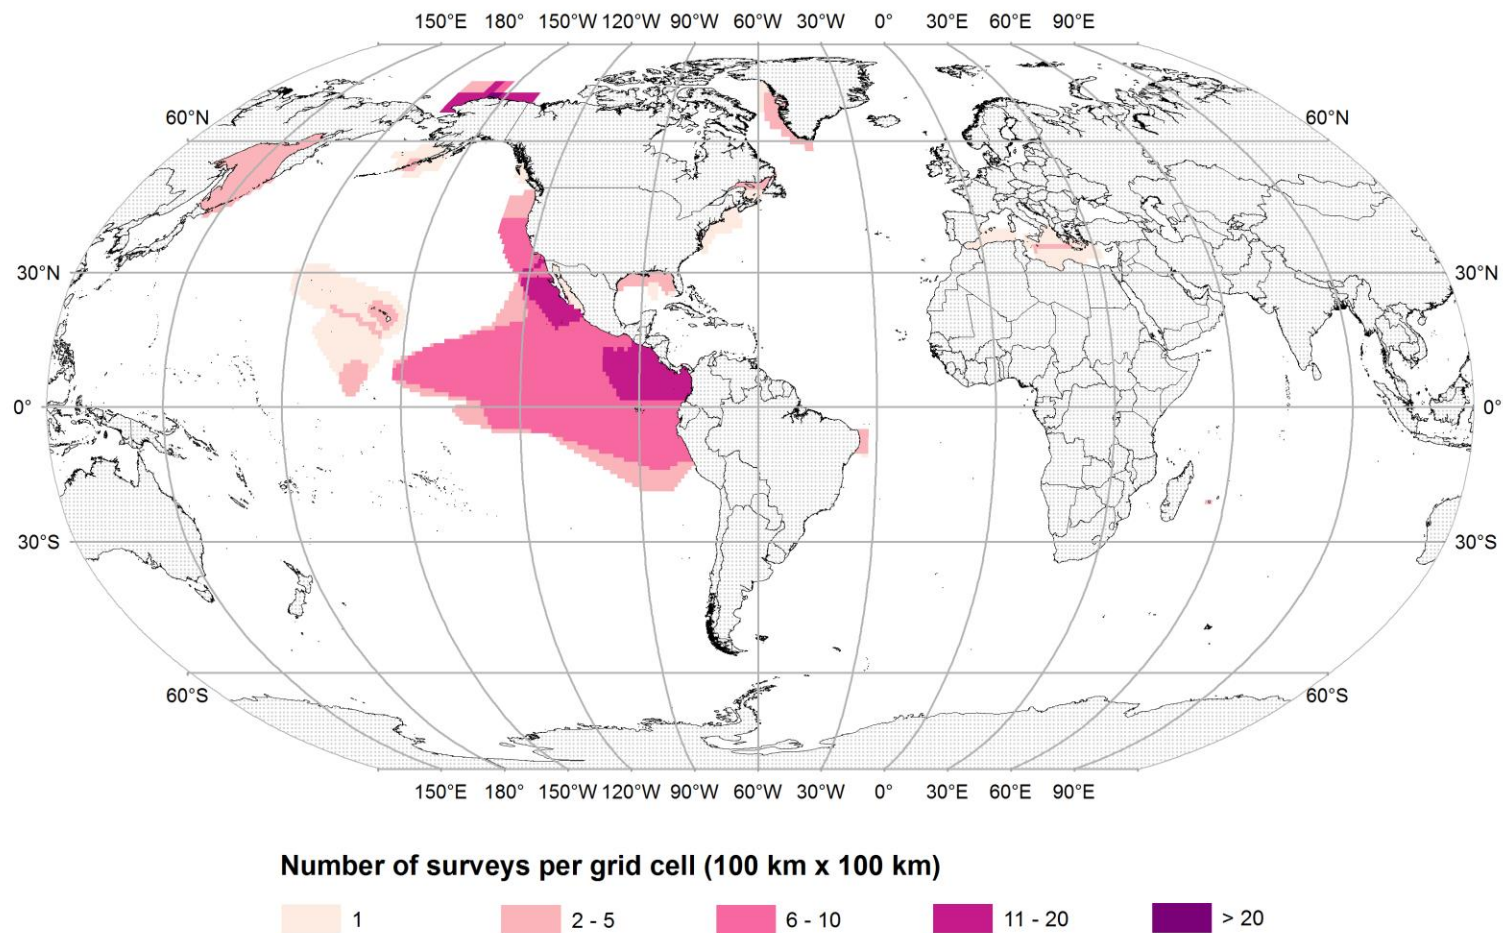 150°E 180° 150°W 120°W 90°W 60°W 30°W 0° 30°E 60°E 90°E
60°N 60°N
30°N 30°N
0° 0°
30°S 30°S
60°S 60°S
150°E 180° 150°W 120°W 90°W 60°W 30°W 0° 30°E 60°E 90°E
Number of surveys per grid cell (100 km x 100 km)
1 2 - 5 6 - 10 11 - 20 > 20